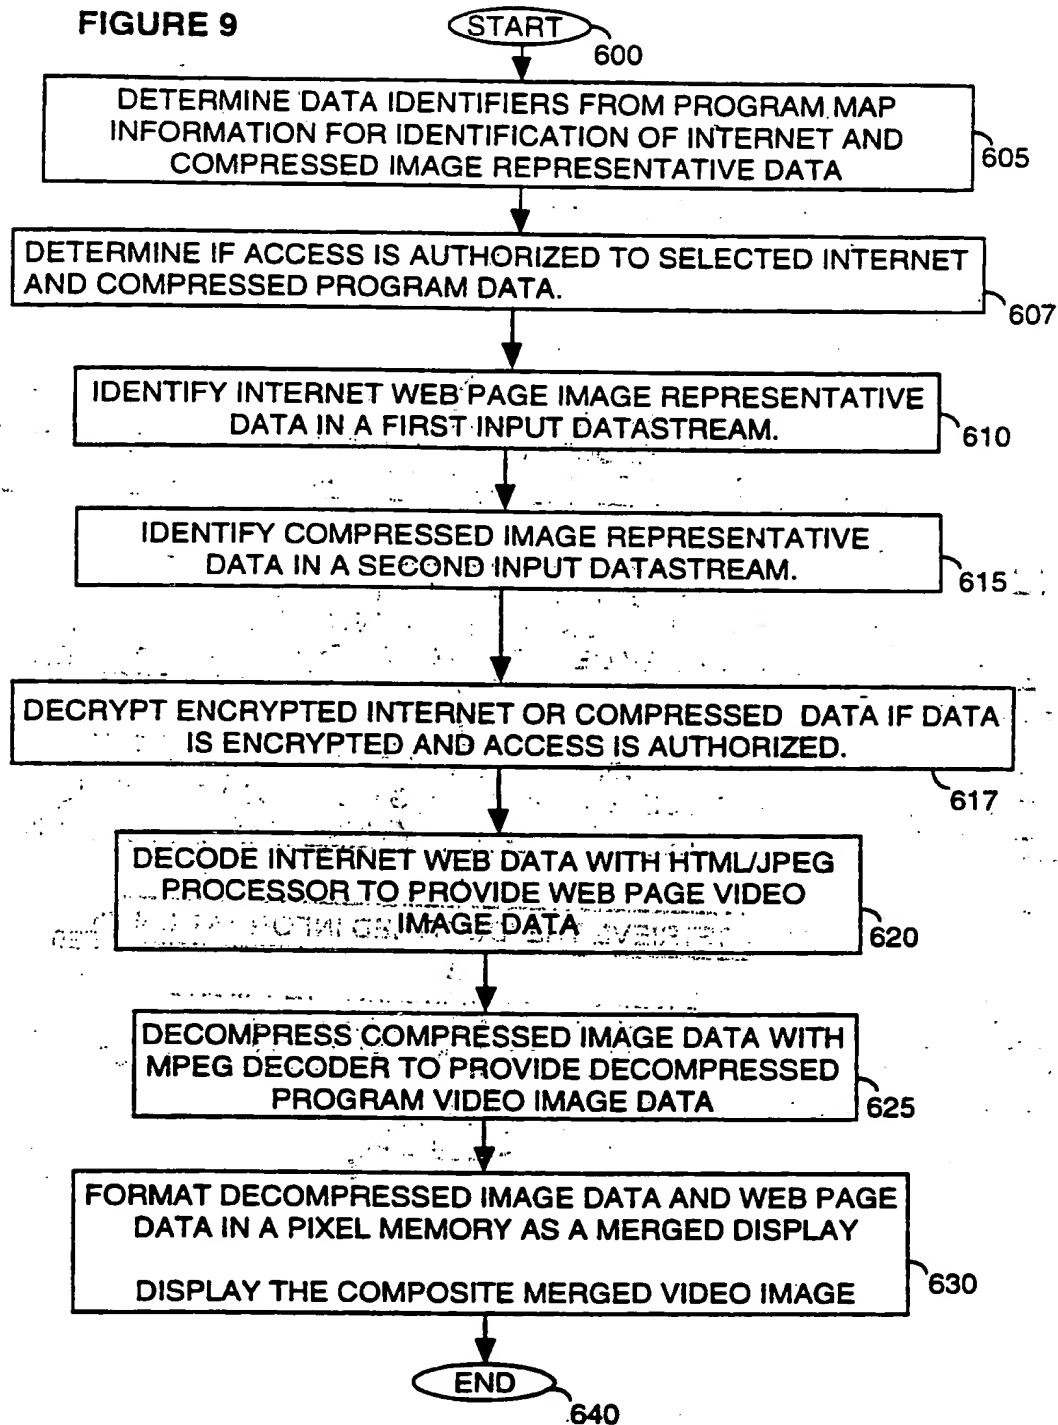 FIGURE 9
START
600
DETERMINE DATA IDENTIFIERS FROM PROGRAM MAP
INFORMATION FOR IDENTIFICATION OF INTERNET AND
COMPRESSED IMAGE REPRESENTATIVE DATA
605
DETERMINE IF ACCESS IS AUTHORIZED TO SELECTED INTERNET
AND COMPRESSED PROGRAM DATA.
607
IDENTIFY INTERNET WEB PAGE IMAGE REPRESENTATIVE
DATA IN A FIRST INPUT DATASTREAM.
610
IDENTIFY COMPRESSED IMAGE REPRESENTATIVE
DATA IN A SECOND INPUT DATASTREAM.
615
DECRYPT ENCRYPTED INTERNET OR COMPRESSED DATA IF DATA
IS ENCRYPTED AND ACCESS IS AUTHORIZED.
617
DECODE INTERNET WEB DATA WITH HTML/JPEG
PROCESSOR TO PROVIDE WEB PAGE VIDEO
IMAGE DATA
620
DECOMPRESS COMPRESSED IMAGE DATA WITH
MPEG DECODER TO PROVIDE DECOMPRESSED
PROGRAM VIDEO IMAGE DATA
625
FORMAT DECOMPRESSED IMAGE DATA AND WEB PAGE
DATA IN A PIXEL MEMORY AS A MERGED DISPLAY
DISPLAY THE COMPOSITE MERGED VIDEO IMAGE
630
END
640